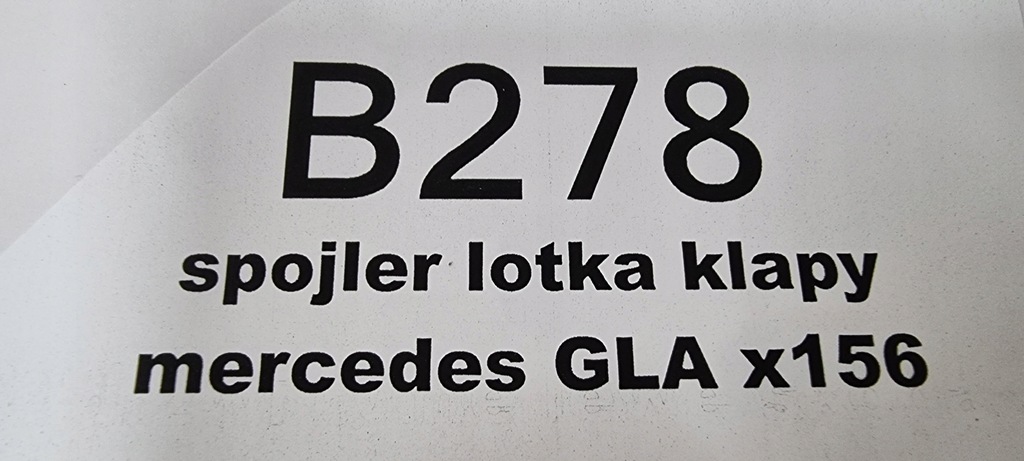 B278
spojler lotka klapy
mercedes GLA x156